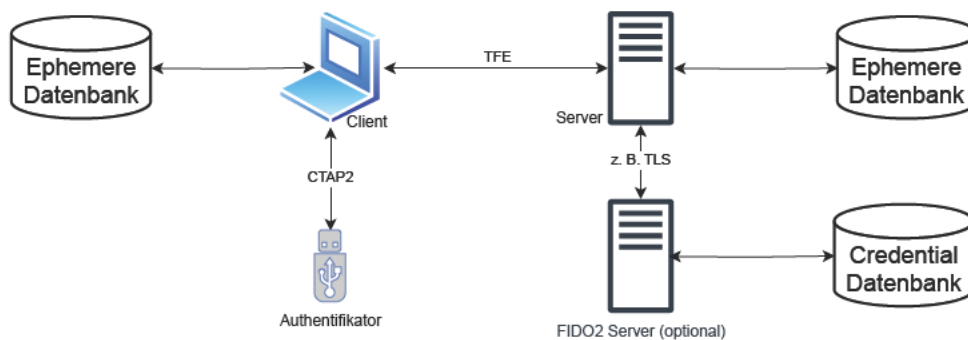 Ephemere
Datenbank
Client
TFE
Server
Ephemere
Datenbank
CTAP2
z. B. TLS
Authentifikator
FIDO2 Server (optional)
Credential
Datenbank